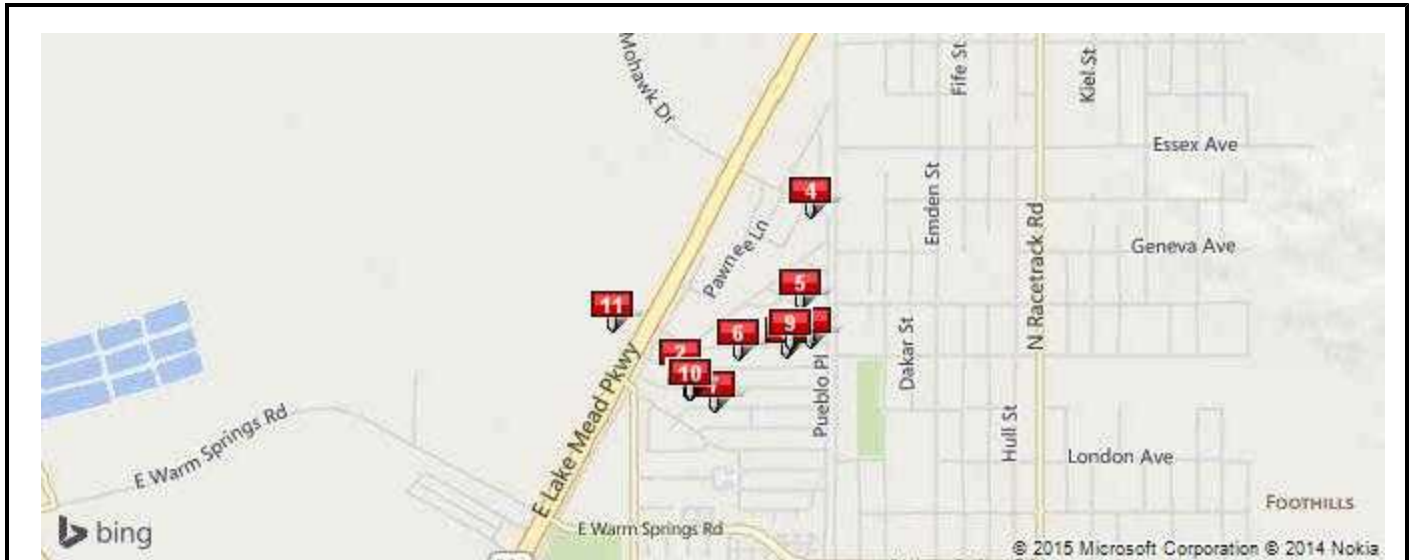 Mohawk Dr
Fife St
Kiel St
Essex Ave
4
Emden St
Pawnee Ln
N Racetrack Rd
Geneva Ave
5
11
9
6
2
10
7
Dakar St
Pueblo Pl
E Lake Mead Pkwy
Hull St
E Warm Springs Rd
London Ave
FOOTHILLS
bing
E Warm Springs Rd
© 2015 Microsoft Corporation © 2014 Nokia